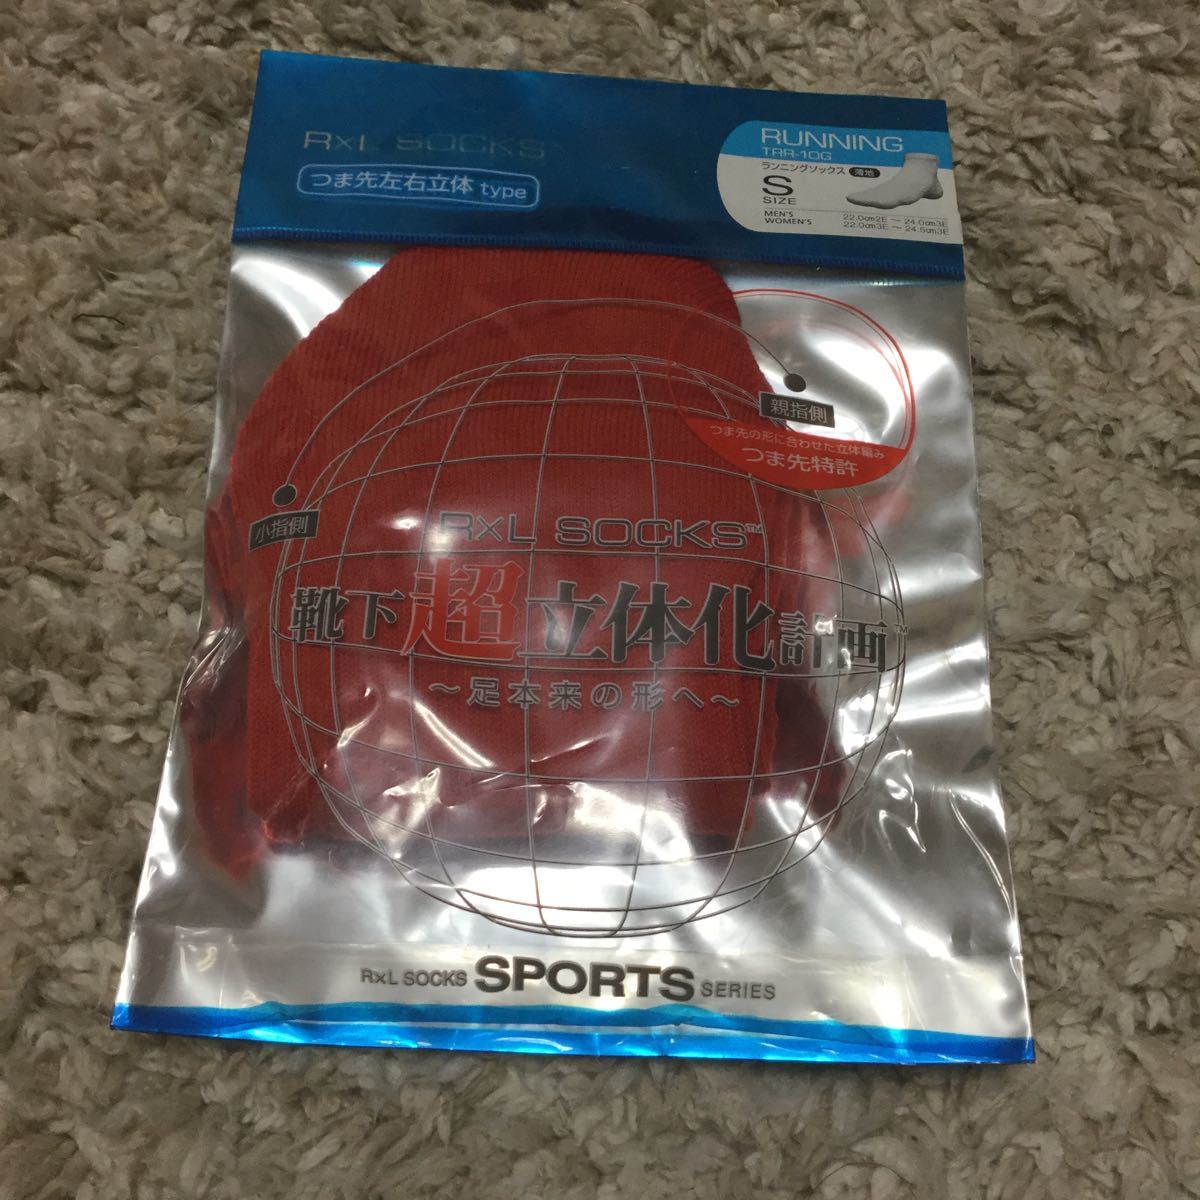 R×L SOCKS
つま先左右立体 type
RUNNING
TRR-10G
ランニングソックス 薄地
S
SIZE
MEN'S 22.0cm2E ～ 24.0cm3E
WOMEN'S 22.0cm3E ～ 24.5cm3E
親指側
つま先の形に合わせた立体編み
つま先特許
小指側
R×L SOCKS™
靴下超立体化計画™
～足本来の形へ～
R×L SOCKS SPORTS SERIES